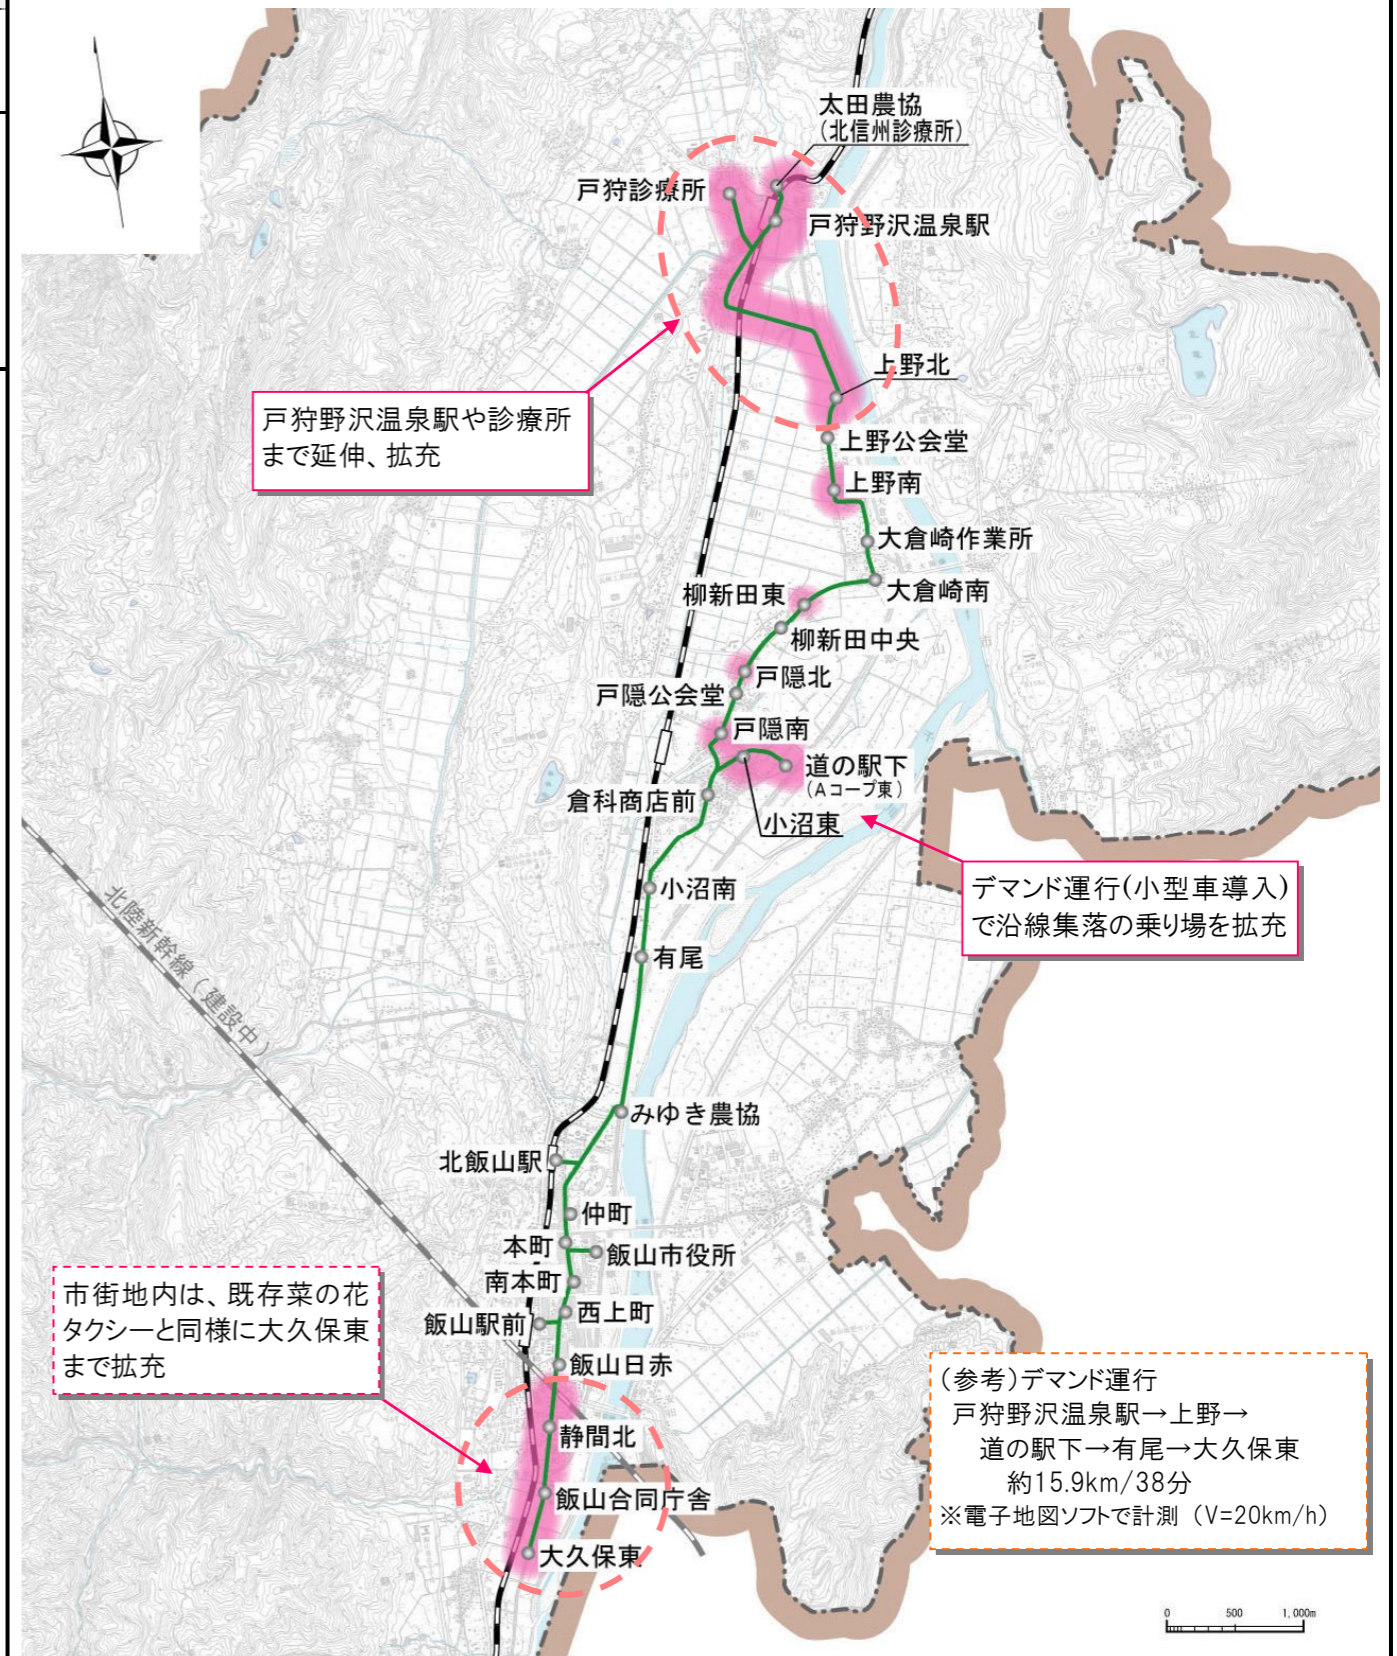 太田農協
(北信州診療所)
戸狩診療所
戸狩野沢温泉駅
上野北
戸狩野沢温泉駅や診療所
まで延伸、拡充
上野公会堂
上野南
大倉崎作業所
大倉崎南
柳新田東
柳新田中央
戸隠北
戸隠公会堂
戸隠南
道の駅下
(Aコープ東)
倉科商店前
小沼東
デマンド運行(小型車導入)
で沿線集落の乗り場を拡充
小沼南
北陸新幹線(建設中)
有尾
みゆき農協
北飯山駅
仲町
本町
飯山市役所
南本町
市街地内は、既存菜の花
タクシーと同様に大久保東
まで拡充
西上町
飯山駅前
飯山日赤
静間北
飯山合同庁舎
大久保東
(参考)デマンド運行
戸狩野沢温泉駅→上野→
道の駅下→有尾→大久保東
約15.9km/38分
※電子地図ソフトで計測 (V=20km/h)
0 500 1,000m